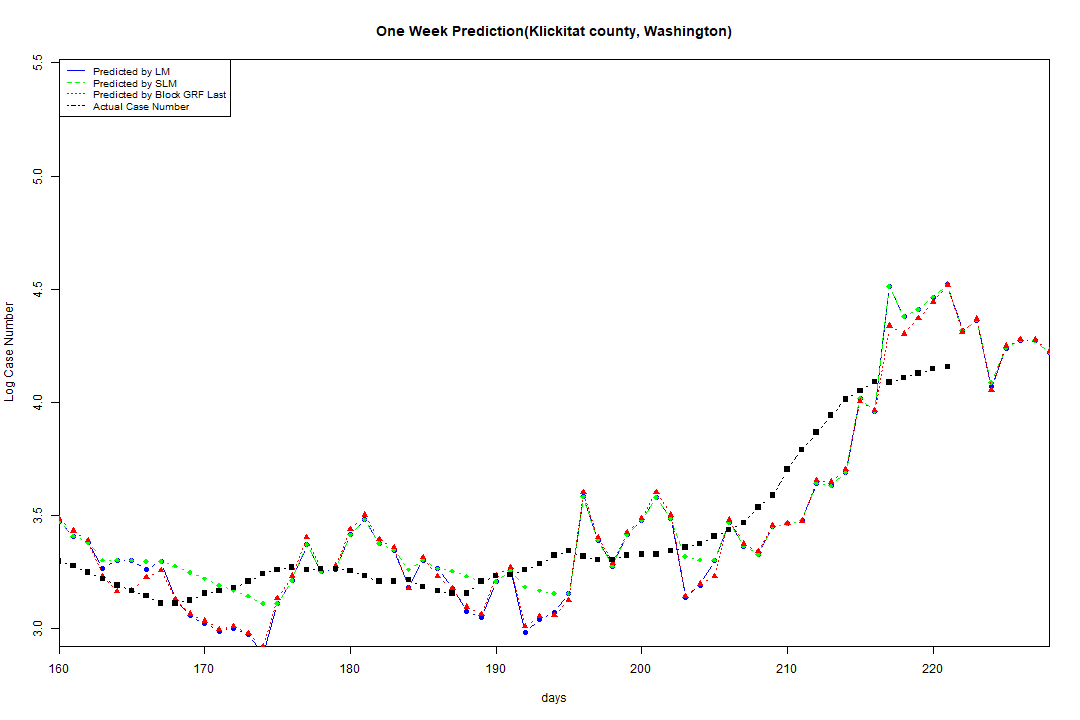 One Week Prediction(Klickitat county, Washington)
5.5
5.0
4.5
4.0
3.5
3.0
Log Case Number
Predicted by LM
Predicted by SLM
Predicted by Block GRF Last
Actual Case Number
160 170 180 190 200 210 220
days